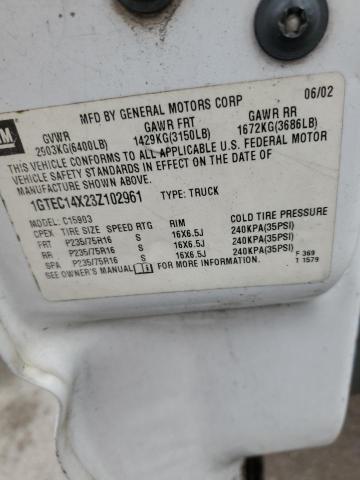 GM
MFD BY GENERAL MOTORS CORP 06/02
GVWR GAWR FRT GAWR RR
2503KG(6400LB) 1429KG(3150LB) 1672KG(3686LB)
THIS VEHICLE CONFORMS TO ALL APPLICABLE U.S. FEDERAL MOTOR
VEHICLE SAFETY STANDARDS IN EFFECT ON THE DATE OF
MANUFACTURE SHOWN ABOVE.
1GTEC14X23Z102961 TYPE: TRUCK
MODEL: C15903
CPEX TIRE SIZE SPEED RTG RIM COLD TIRE PRESSURE
FRT P235/75R16 S 16X6.5J 240KPA(35PSI)
RR P235/75R16 S 16X6.5J 240KPA(35PSI)
SPA P235/75R16 S 16X6.5J 240KPA(35PSI)
SEE OWNER'S MANUAL FOR MORE INFORMATION. F 369
T 1579